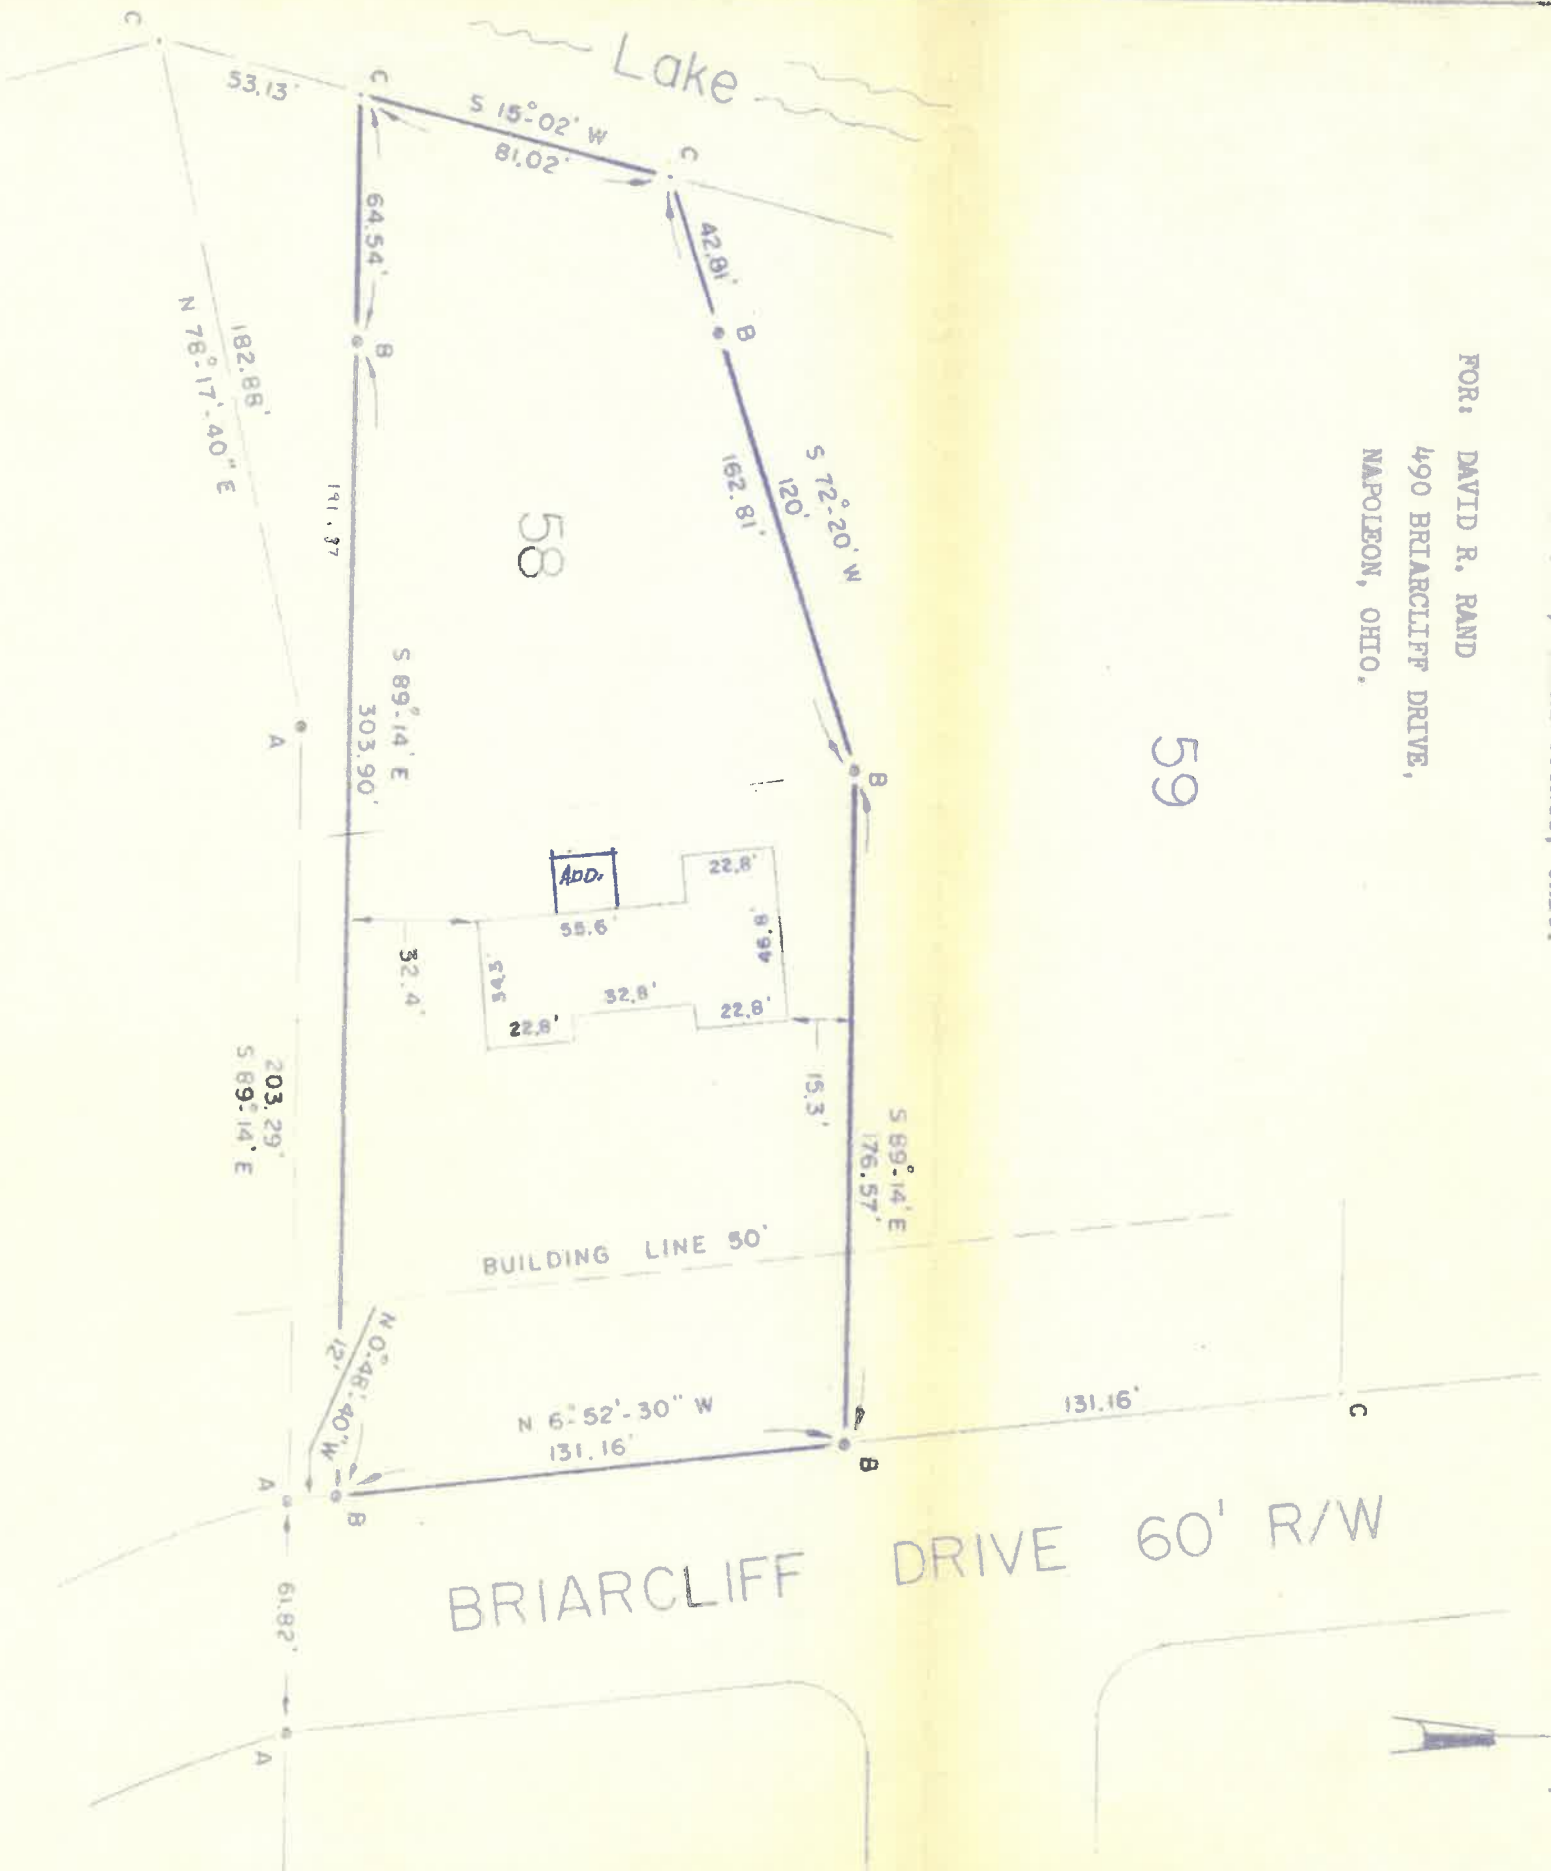 FOR: DAVID R. RAND
490 BRIARCLIFF DRIVE,
NAPOLEON, OHIO.
59
Lake
C
53.13'
C
S 15°-02' W
81.02'
C
42.81'
B
S 72°-20' W
120'
162.81'
B
64.54'
B
182.88'
N 78°-17'-40" E
191.97
58
S 89°-14' E
303.90'
A
ADD.
22.8'
55.6'
46.8'
34.3'
32.8'
22.8'
22.8'
32.4'
15.3'
S 89°-14' E
176.57'
203.29'
S 89°-14' E
BUILDING LINE 50'
12'
N 0°-48'-40" W
N 6°-52'-30" W
131.16'
131.16'
C
B
B
A
61.82'
A
BRIARCLIFF DRIVE 60' R/W